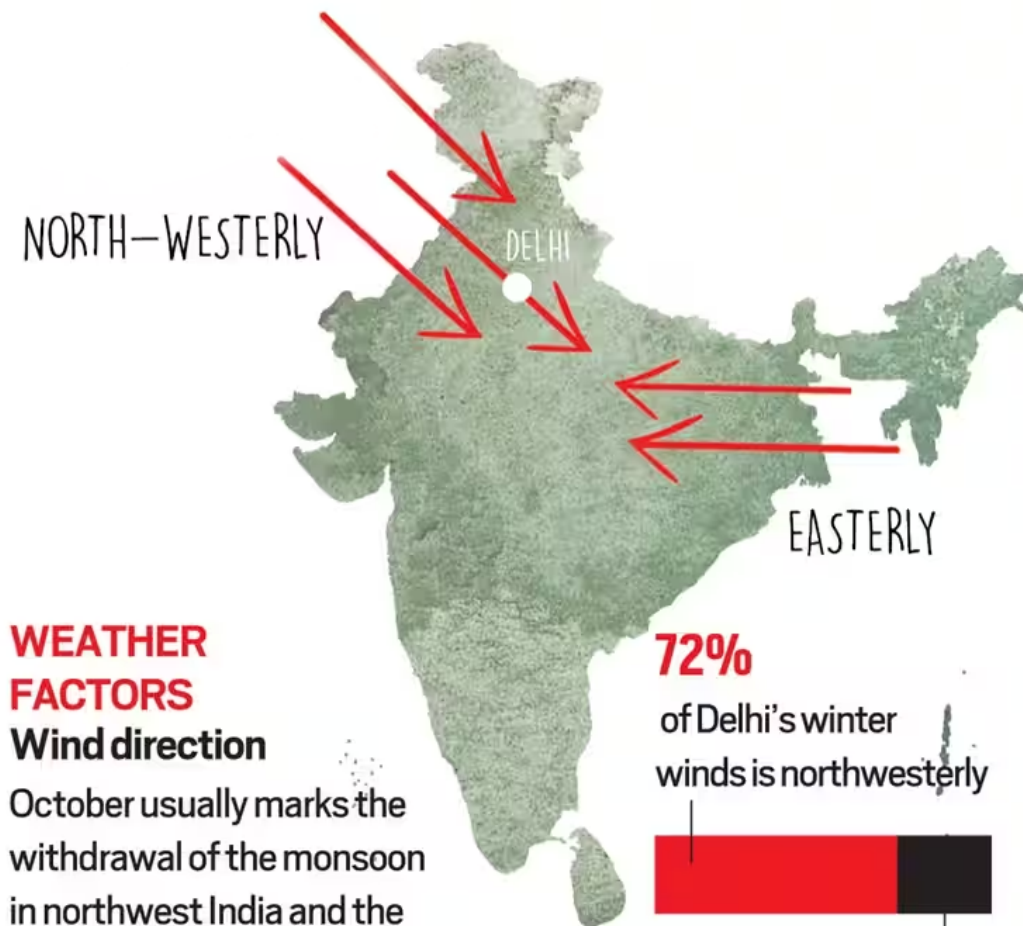 NORTH–WESTERLY
DELHI
EASTERLY
WEATHER
FACTORS
Wind direction
October usually marks the
withdrawal of the monsoon
in northwest India and the
72%
of Delhi's winter
winds is northwesterly